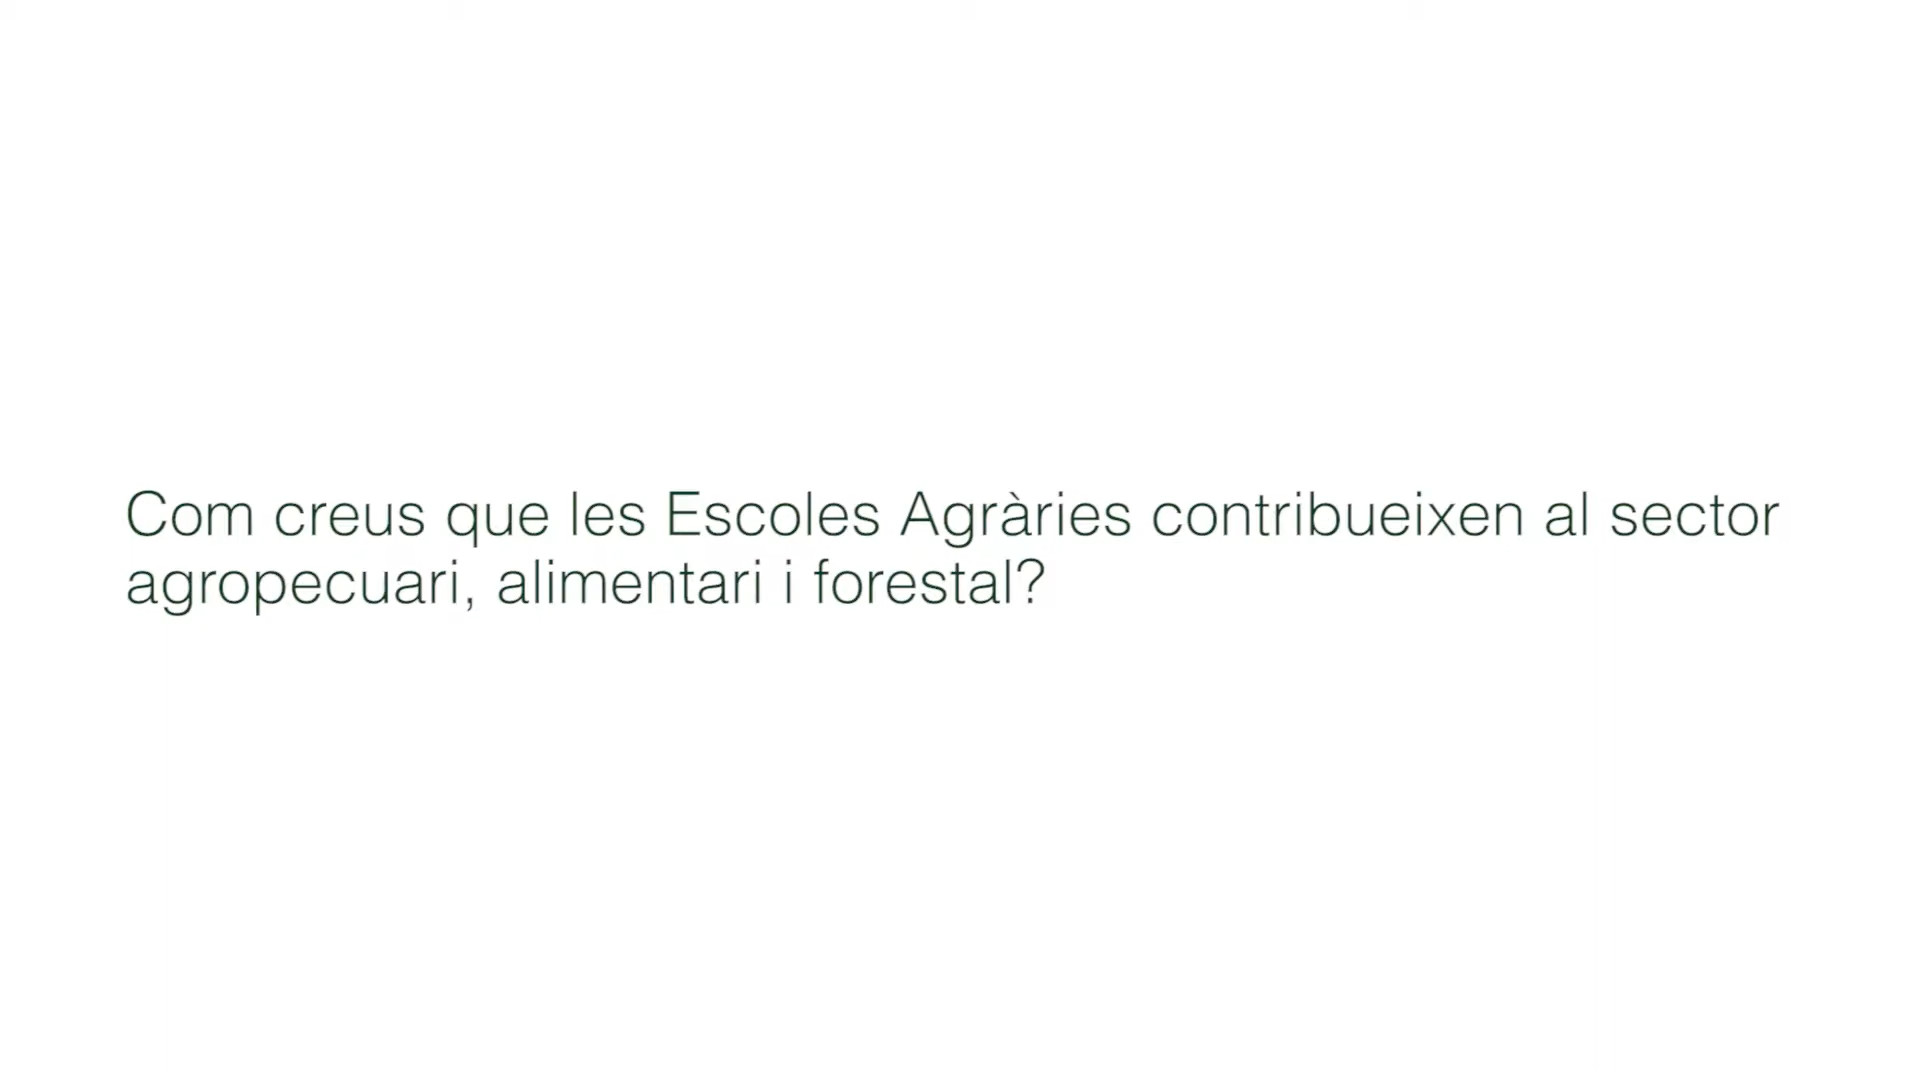 Com creus que les Escoles Agràries contribueixen al sector
agropecuari, alimentari i forestal?